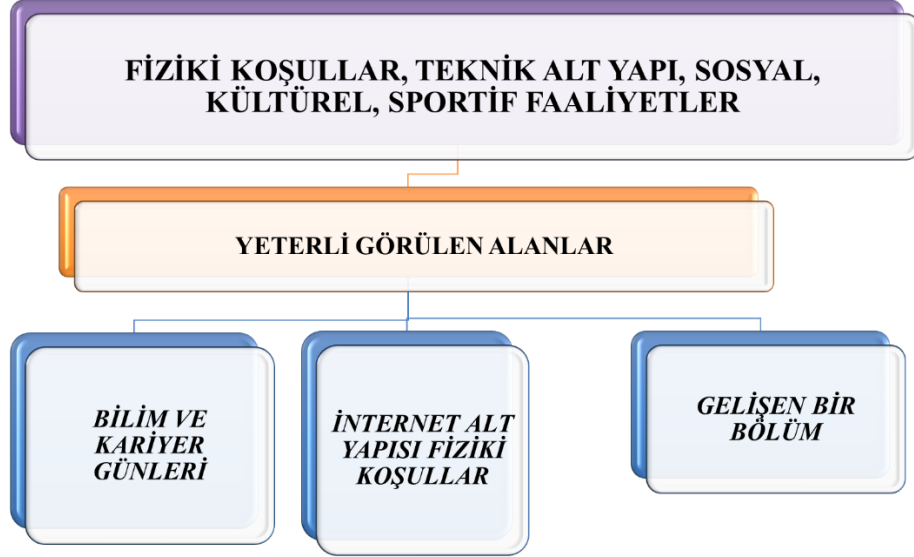 FİZİKİ KOŞULLAR, TEKNİK ALT YAPI, SOSYAL,
KÜLTÜREL, SPORTİF FAALİYETLER
YETERLİ GÖRÜLEN ALANLAR
BİLİM VE
KARİYER
GÜNLERİ
İNTERNET ALT
YAPISI FİZİKİ
KOŞULLAR
GELİŞEN BİR
BÖLÜM